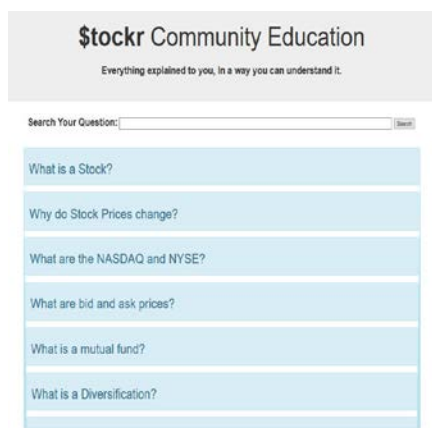 $tockr Community Education
Everything explained to you, in a way you can understand it.
Search Your Question: Search
What is a Stock?
Why do Stock Prices change?
What are the NASDAQ and NYSE?
What are bid and ask prices?
What is a mutual fund?
What is a Diversification?